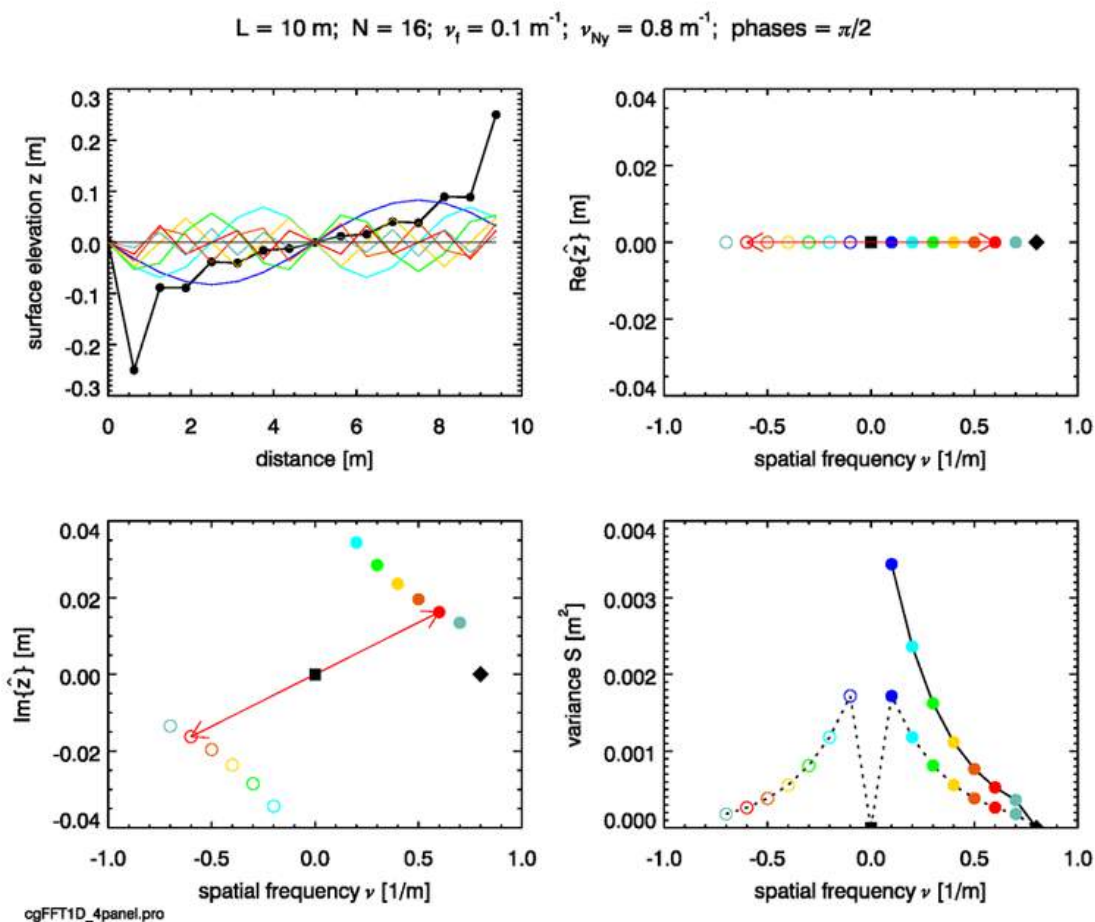 L = 10 m; N = 16; ν_f = 0.1 m⁻¹; ν_Ny = 0.8 m⁻¹; phases = π/2
0.3
0.2
0.1
0.0
-0.1
-0.2
-0.3
surface elevation z [m]
0 2 4 6 8 10
distance [m]
0.04
0.02
0.00
-0.02
-0.04
Re{ẑ} [m]
-1.0 -0.5 0.0 0.5 1.0
spatial frequency ν [1/m]
0.04
0.02
0.00
-0.02
-0.04
Im{ẑ} [m]
-1.0 -0.5 0.0 0.5 1.0
spatial frequency ν [1/m]
0.004
0.003
0.002
0.001
0.000
variance S [m²]
-1.0 -0.5 0.0 0.5 1.0
spatial frequency ν [1/m]
cgFFT1D_4panel.pro